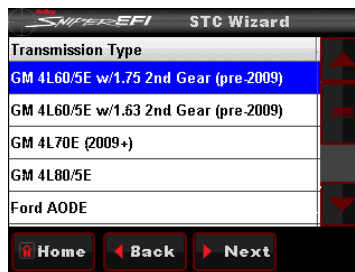 Holley
SNIPER EFI STC Wizard
Transmission Type
GM 4L60/5E w/1.75 2nd Gear (pre-2009)
GM 4L60/5E w/1.63 2nd Gear (pre-2009)
GM 4L70E (2009+)
GM 4L80/5E
Ford AODE
Home Back Next